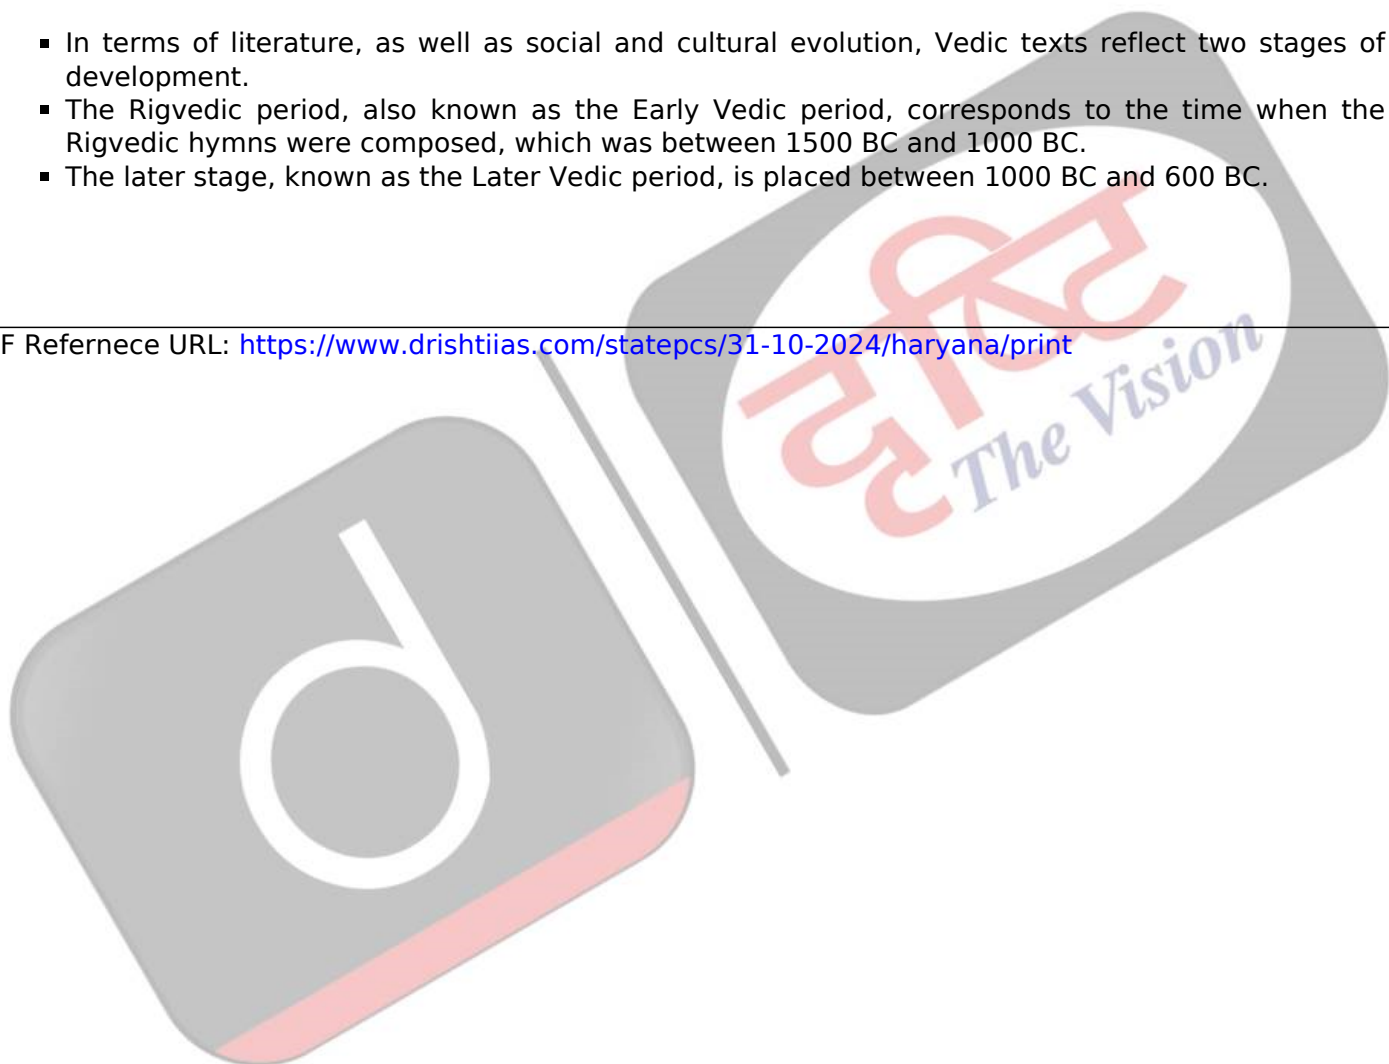 ▪ In terms of literature, as well as social and cultural evolution, Vedic texts reflect two stages of
development.
▪ The Rigvedic period, also known as the Early Vedic period, corresponds to the time when the
Rigvedic hymns were composed, which was between 1500 BC and 1000 BC.
▪ The later stage, known as the Later Vedic period, is placed between 1000 BC and 600 BC.
F Refernece URL: https://www.drishtiias.com/statepcs/31-10-2024/haryana/print
दृष्टि
The Vision
d